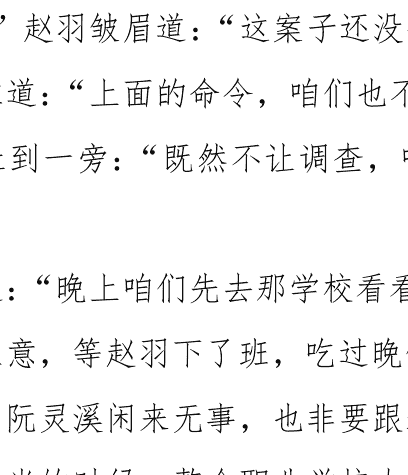 ”赵羽皱眉道：“这案子还没
道：“上面的命令，咱们也不
到一旁：“既然不让调查，
：“晚上咱们先去那学校看看
意，等赵羽下了班，吃过晚
阮灵溪闲来无事，也非要跟